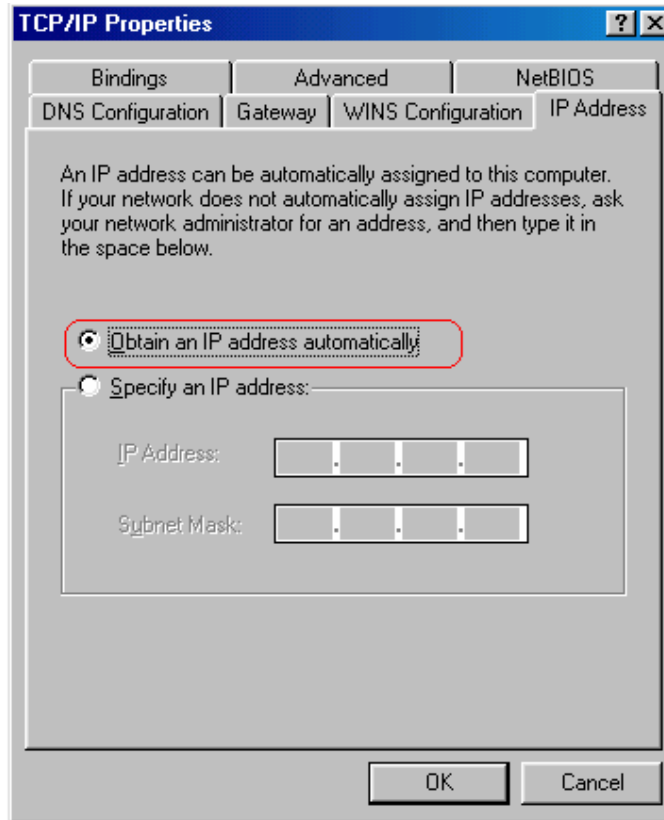 TCP/IP Properties
Bindings Advanced NetBIOS
DNS Configuration Gateway WINS Configuration IP Address
An IP address can be automatically assigned to this computer.
If your network does not automatically assign IP addresses, ask
your network administrator for an address, and then type it in
the space below.
Obtain an IP address automatically
Specify an IP address:
IP Address:
Subnet Mask:
OK Cancel